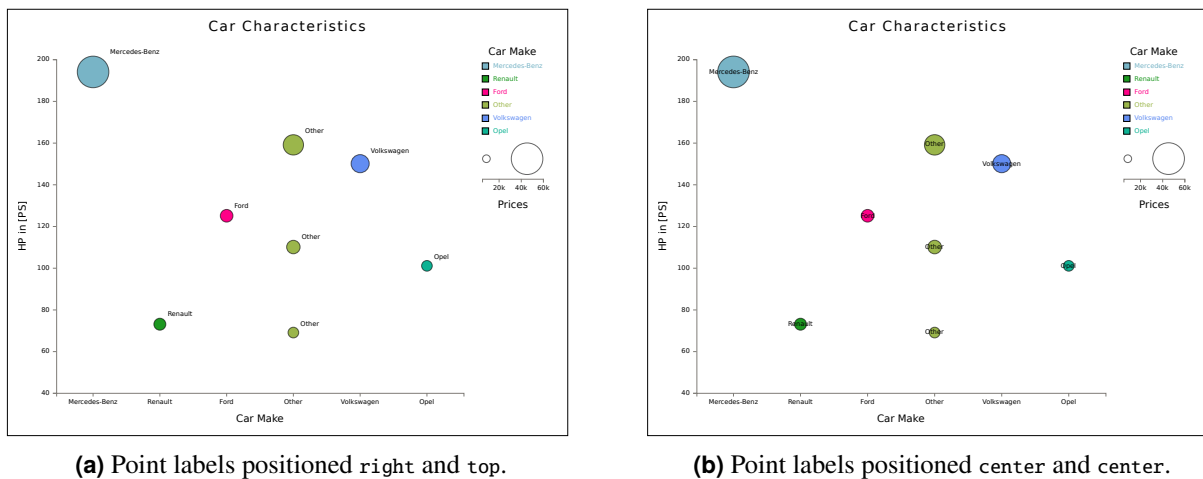 Car Characteristics
Mercedes-Benz
Other
Volkswagen
Ford
Other
Opel
Renault
Other
HP in [PS]
200
180
160
140
120
100
80
60
40
Mercedes-Benz Renault Ford Other Volkswagen Opel
Car Make
Car Make
Mercedes-Benz
Renault
Ford
Other
Volkswagen
Opel
20k 40k 60k
Prices
(a) Point labels positioned right and top.
Car Characteristics
Mercedes-Benz
Other
Volkswagen
Ford
Other
Opel
Renault
Other
HP in [PS]
200
180
160
140
120
100
80
60
40
Mercedes-Benz Renault Ford Other Volkswagen Opel
Car Make
Car Make
Mercedes-Benz
Renault
Ford
Other
Volkswagen
Opel
20k 40k 60k
Prices
(b) Point labels positioned center and center.